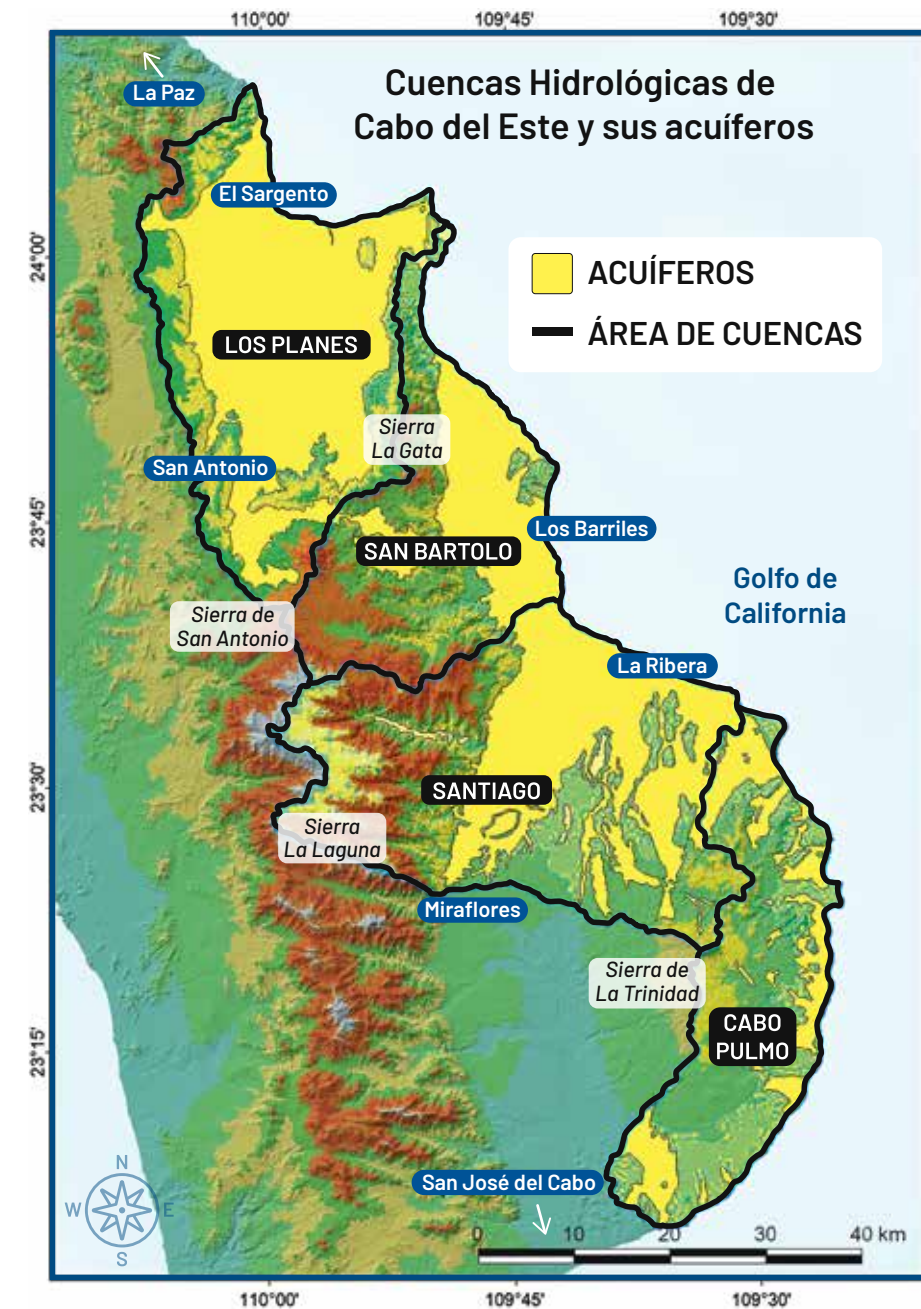 110°00'
109°45'
109°30'
Cuencas Hidrológicas de
Cabo del Este y sus acuíferos
La Paz
El Sargento
24°00'
ACUÍFEROS
ÁREA DE CUENCAS
LOS PLANES
Sierra
La Gata
San Antonio
23°45'
Los Barriles
SAN BARTOLO
Golfo de
California
Sierra de
San Antonio
La Ribera
23°30'
SANTIAGO
Sierra
La Laguna
Miraflores
Sierra de
La Trinidad
CABO
PULMO
23°15'
N
W
E
S
San José del Cabo
0
10
20
30
40 km
110°00'
109°45'
109°30'